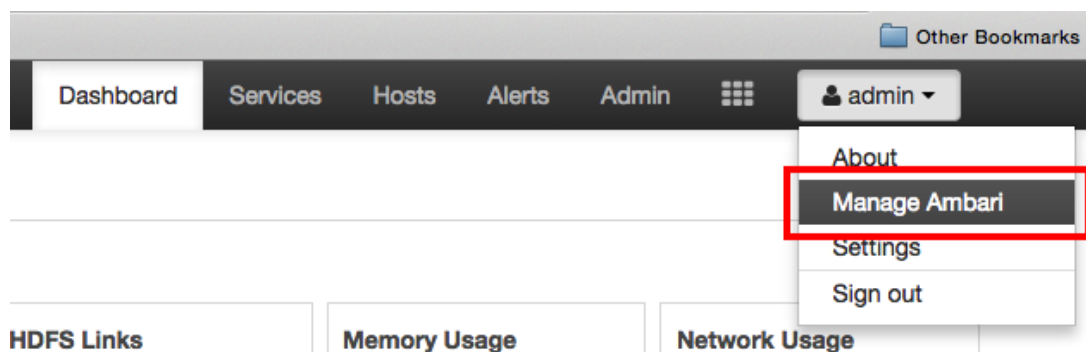 Other Bookmarks
Dashboard Services Hosts Alerts Admin admin
About
Manage Ambari
Settings
Sign out
HDFS Links Memory Usage Network Usage